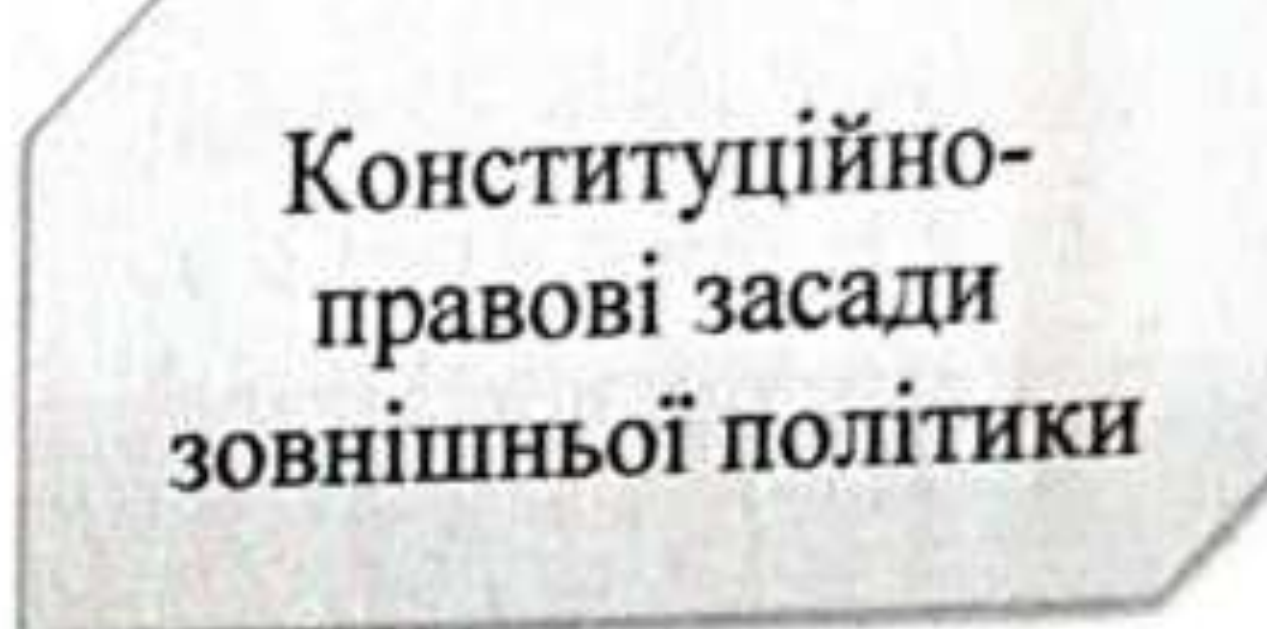 Конституційно-
правові засади
зовнішньої політики